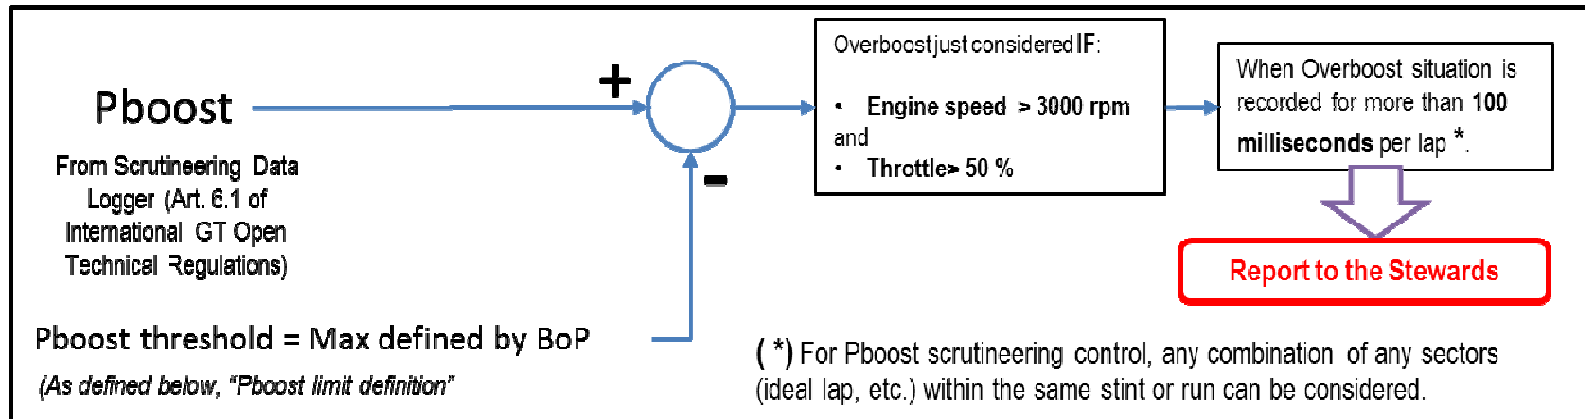 Pboost
From Scrutineering Data
Logger (Art. 6.1 of
International GT Open
Technical Regulations)
+
-
Pboost threshold = Max defined by BoP
(As defined below, "Pboost limit definition"
Overboost just considered IF:
• Engine speed > 3000 rpm
and
• Throttle> 50 %
When Overboost situation is
recorded for more than 100
milliseconds per lap *.
Report to the Stewards
( *) For Pboost scrutineering control, any combination of any sectors
(ideal lap, etc.) within the same stint or run can be considered.